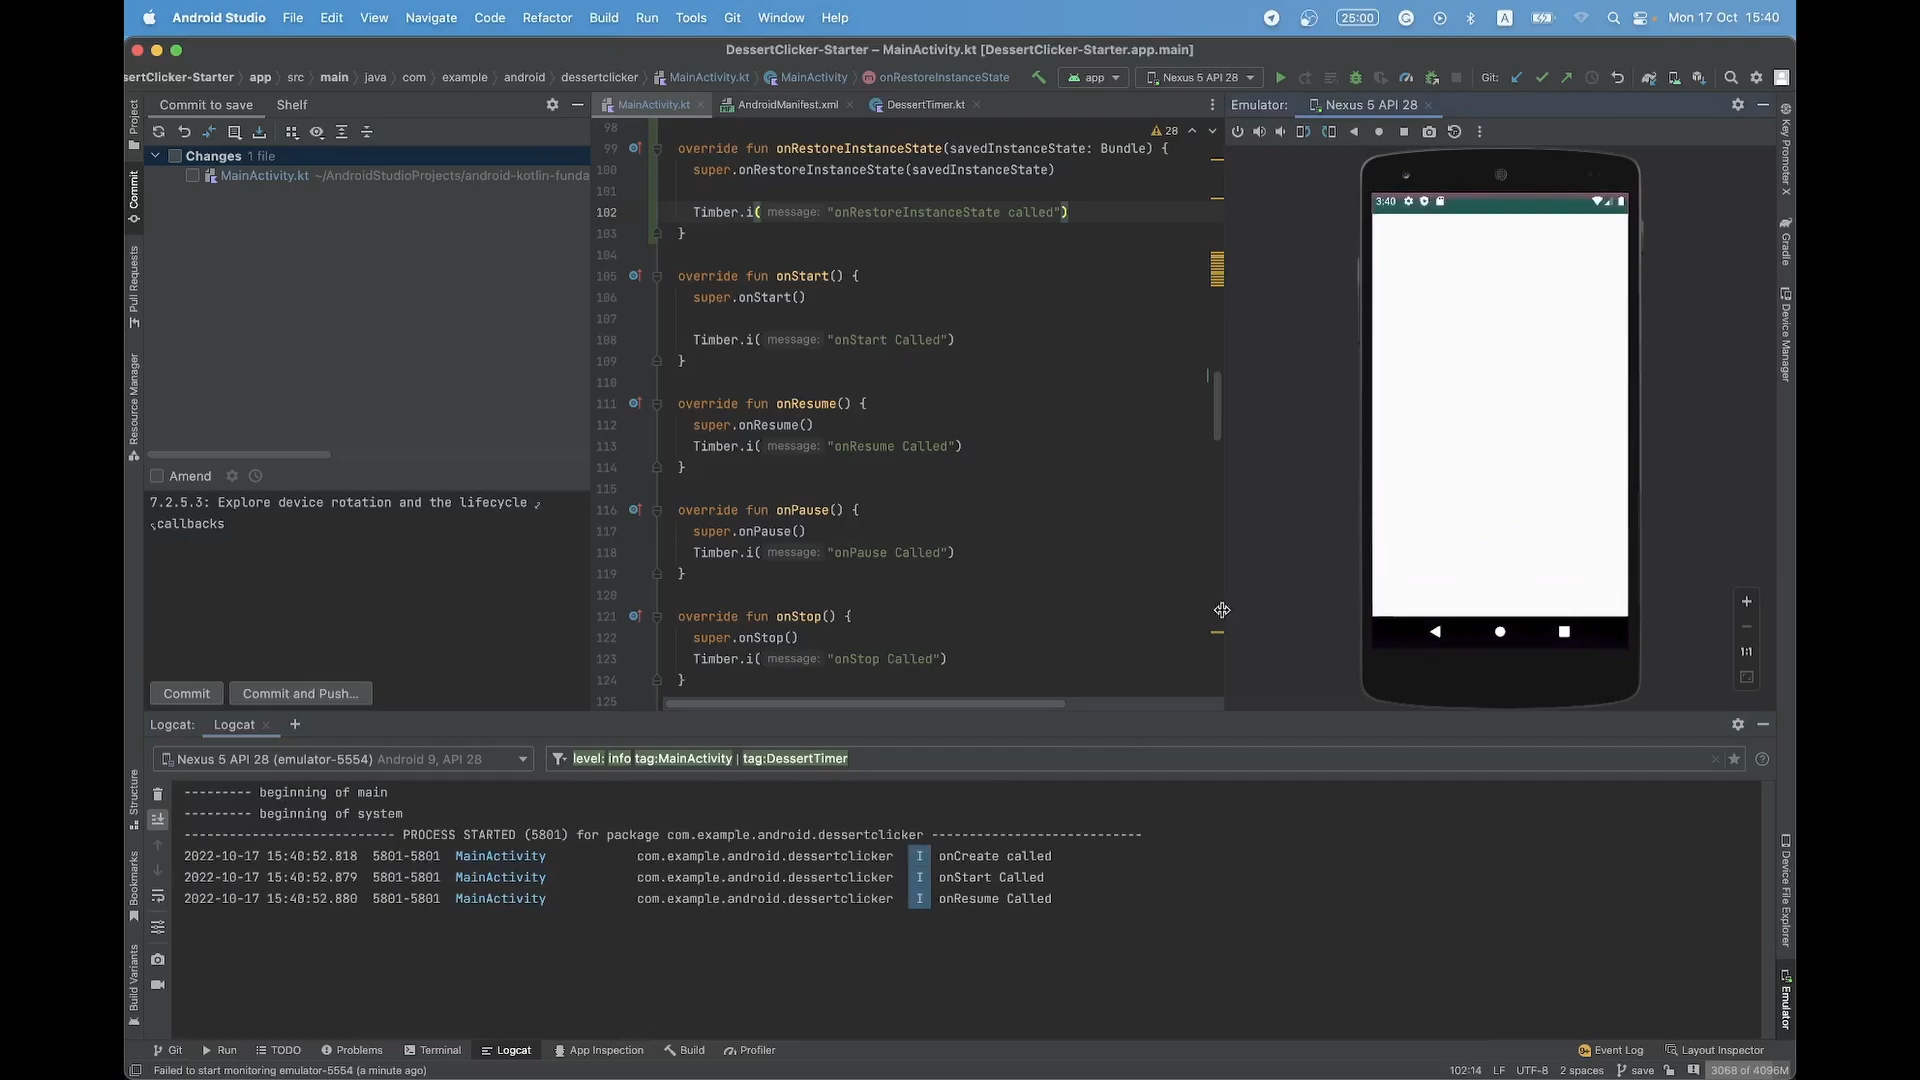 Android Studio File Edit View Navigate Code Refactor Build Run Tools Git Window Help
25:00 A Mon 17 Oct 15:40
DessertClicker-Starter – MainActivity.kt [DessertClicker-Starter.app.main]
sertClicker-Starter app src main java com example android dessertclicker MainActivity.kt MainActivity onRestoreInstanceState
app Nexus 5 API 28 Git:
Commit to save Shelf
MainActivity.kt AndroidManifest.xml DessertTimer.kt
Emulator: Nexus 5 API 28
Changes 1 file
MainActivity.kt ~/AndroidStudioProjects/android-kotlin-funda
Amend
7.2.5.3: Explore device rotation and the lifecycle
callbacks
Commit Commit and Push...
28
98
99 override fun onRestoreInstanceState(savedInstanceState: Bundle) {
100 super.onRestoreInstanceState(savedInstanceState)
101
102 Timber.i( message: "onRestoreInstanceState called")
103 }
104
105 override fun onStart() {
106 super.onStart()
107
108 Timber.i( message: "onStart Called")
109 }
110
111 override fun onResume() {
112 super.onResume()
113 Timber.i( message: "onResume Called")
114 }
115
116 override fun onPause() {
117 super.onPause()
118 Timber.i( message: "onPause Called")
119 }
120
121 override fun onStop() {
122 super.onStop()
123 Timber.i( message: "onStop Called")
124 }
125
3:40
1:1
Project
Commit
Pull Requests
Resource Manager
Structure
Bookmarks
Build Variants
Key Promoter X
Gradle
Device Manager
Device File Explorer
Emulator
Logcat: Logcat
Nexus 5 API 28 (emulator-5554) Android 9, API 28
level: info tag:MainActivity | tag:DessertTimer
--------- beginning of main
--------- beginning of system
---------------------------- PROCESS STARTED (5801) for package com.example.android.dessertclicker ----------------------------
2022-10-17 15:40:52.818 5801-5801 MainActivity com.example.android.dessertclicker I onCreate called
2022-10-17 15:40:52.879 5801-5801 MainActivity com.example.android.dessertclicker I onStart Called
2022-10-17 15:40:52.880 5801-5801 MainActivity com.example.android.dessertclicker I onResume Called
Git Run TODO Problems Terminal Logcat App Inspection Build Profiler
Event Log Layout Inspector
Failed to start monitoring emulator-5554 (a minute ago)
102:14 LF UTF-8 2 spaces save 3068 of 4096M